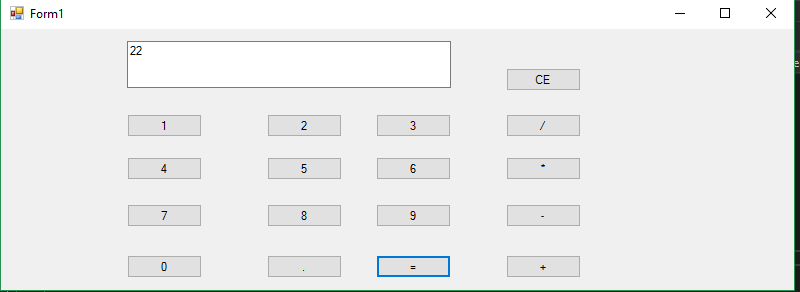 Form1
22
CE
1 2 3 /
4 5 6 *
7 8 9 -
0 . = +
e